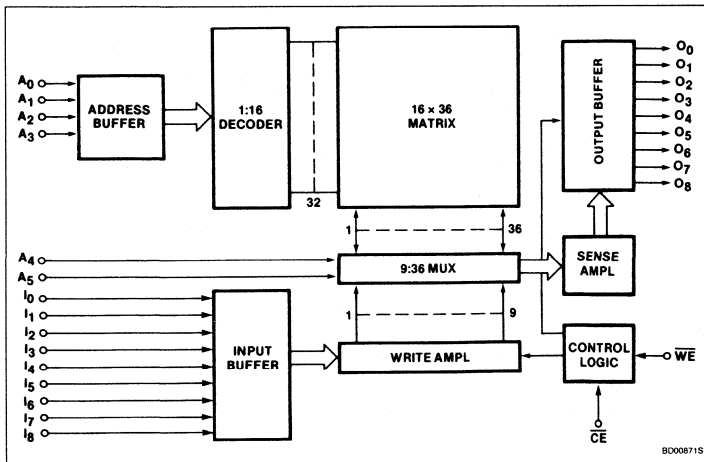 A0
A1
A2
A3
ADDRESS
BUFFER
1:16
DECODER
32
16 × 36
MATRIX
OUTPUT BUFFER
O0
O1
O2
O3
O4
O5
O6
O7
O8
1
36
A4
A5
9:36 MUX
SENSE
AMPL
I0
I1
I2
I3
I4
I5
I6
I7
I8
INPUT
BUFFER
1
9
WRITE AMPL
CONTROL
LOGIC
W̅E̅
C̅E̅
BD00871S